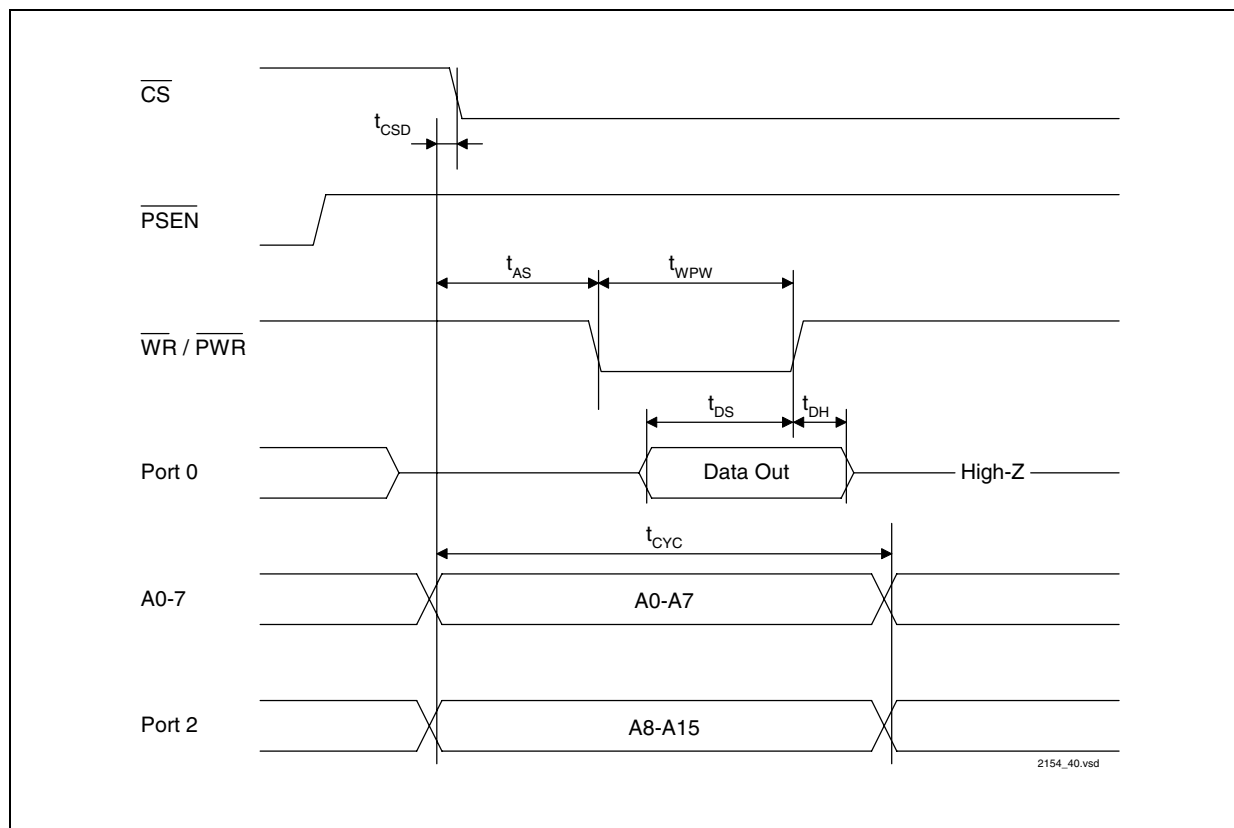 CS
tCSD
PSEN
tAS
tWPW
WR / PWR
tDS
tDH
Port 0
Data Out
High-Z
tCYC
A0-7
A0-A7
Port 2
A8-A15
2154_40.vsd